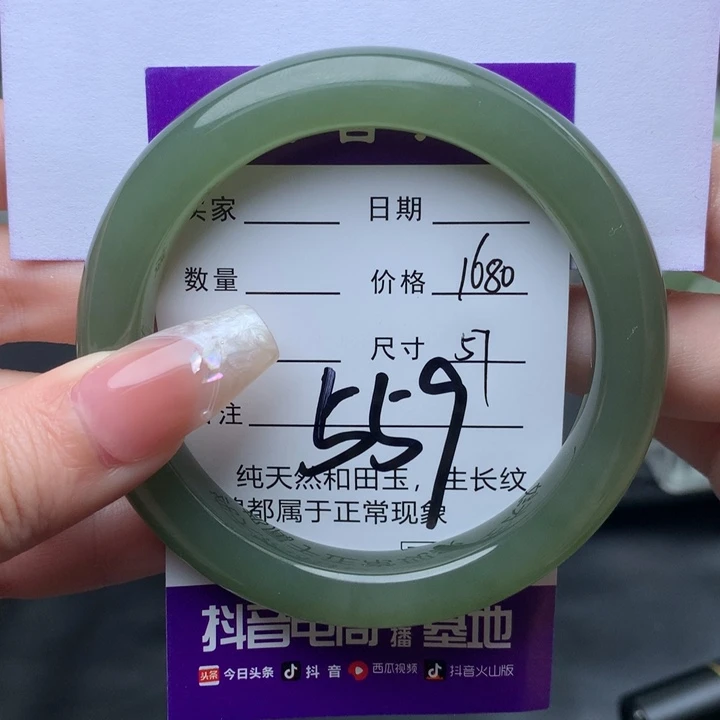 家 日期
数量 价格 1680
尺寸 57
注 559
纯天然和田玉，生长纹
都属于正常现象
抖音电商直播基地
头条 今日头条 抖音 西瓜视频 抖音火山版